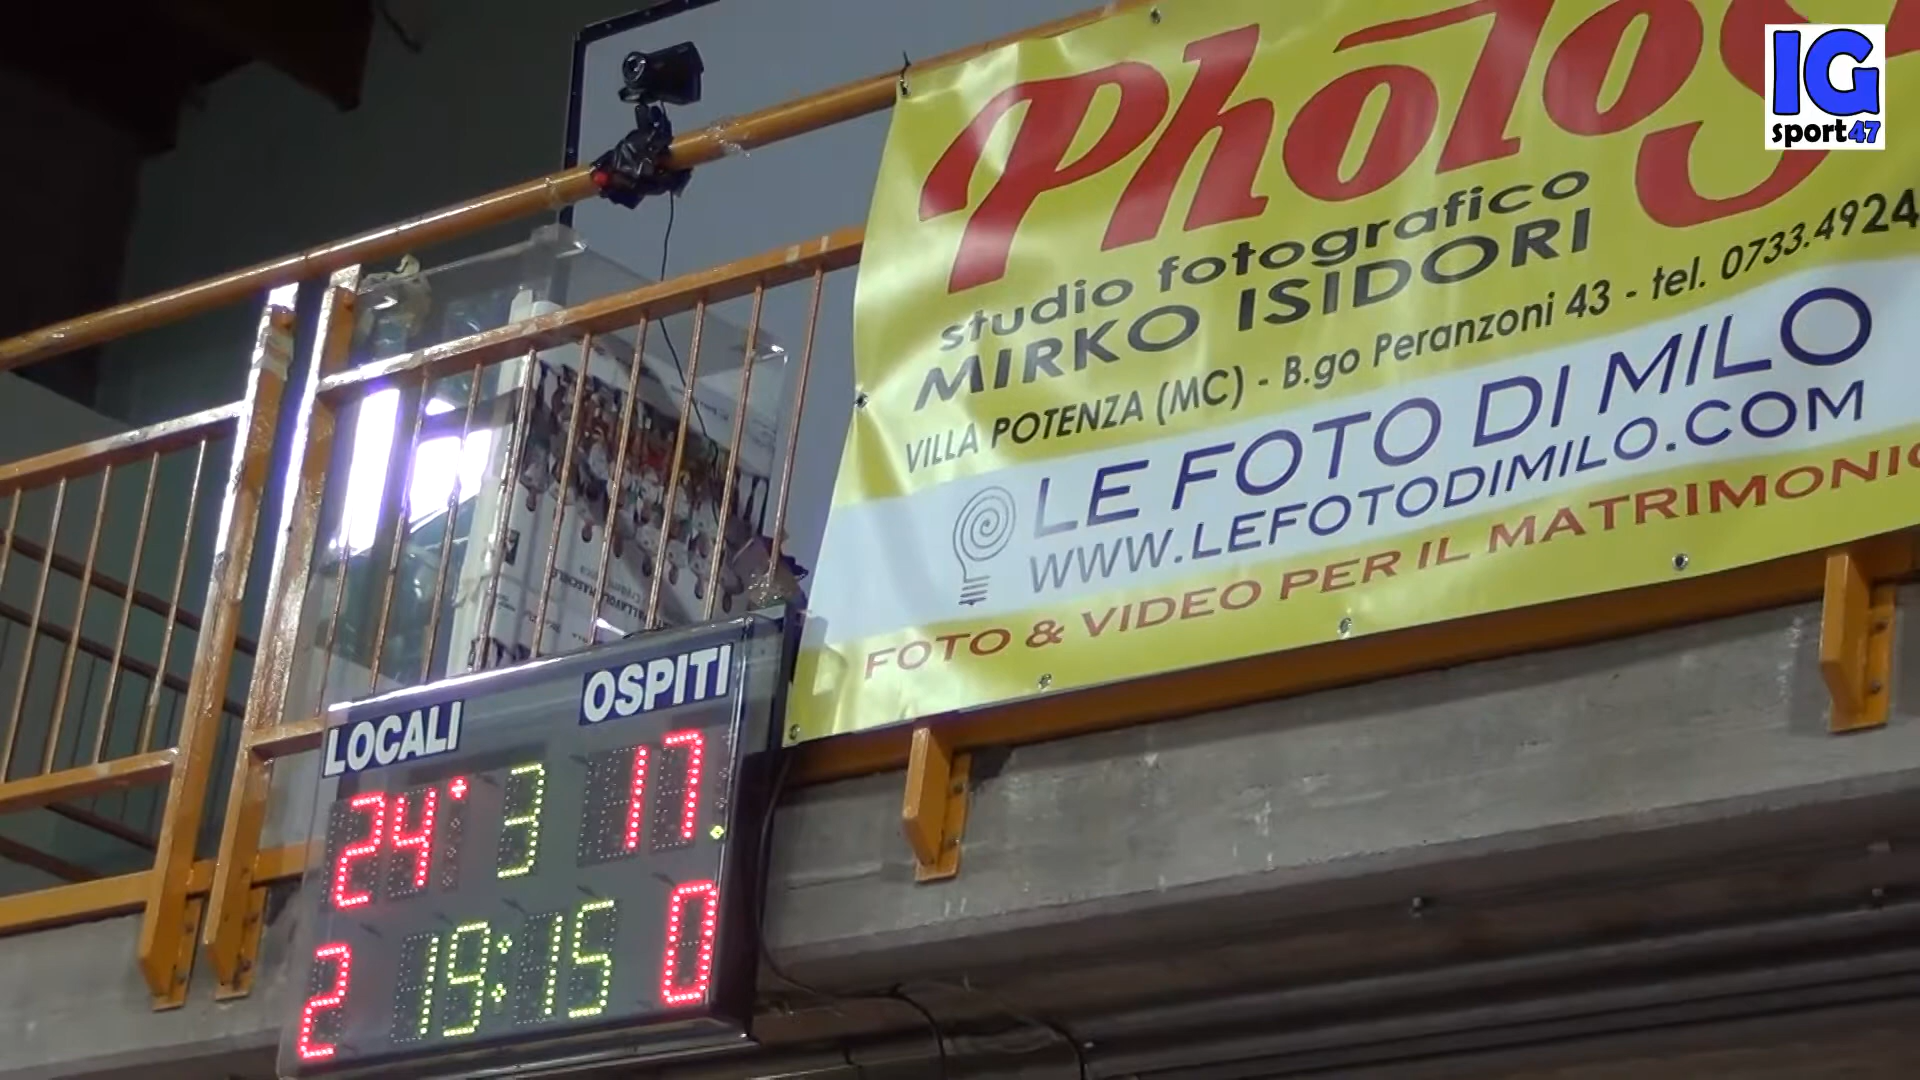 IG
sport47
PhotoS
studio fotografico
MIRKO ISIDORI
VILLA POTENZA (MC) - B.go Peranzoni 43 - tel. 0733.4924
LE FOTO DI MILO
WWW.LEFOTODIMILO.COM
FOTO & VIDEO PER IL MATRIMONIO
LOCALI OSPITI
24 3 17
2 19:15 0